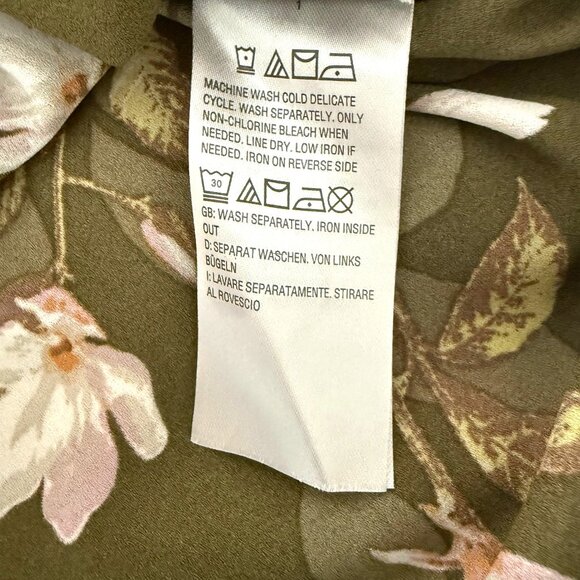 1
MACHINE WASH COLD DELICATE
CYCLE. WASH SEPARATELY. ONLY
NON-CHLORINE BLEACH WHEN
NEEDED. LINE DRY. LOW IRON IF
NEEDED. IRON ON REVERSE SIDE
30
GB: WASH SEPARATELY. IRON INSIDE
OUT
D: SEPARAT WASCHEN. VON LINKS
BÜGELN
I: LAVARE SEPARATAMENTE. STIRARE
AL ROVESCIO